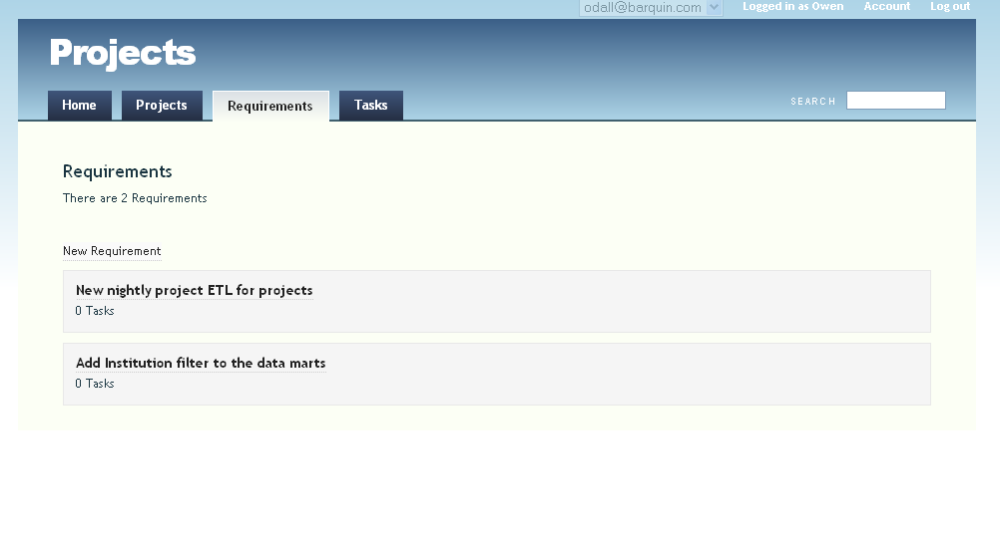 odall@barquin.com Logged in as Owen Account Log out
Projects
Home Projects Requirements Tasks SEARCH
Requirements
There are 2 Requirements
New Requirement
New nightly project ETL for projects
0 Tasks
Add Institution filter to the data marts
0 Tasks